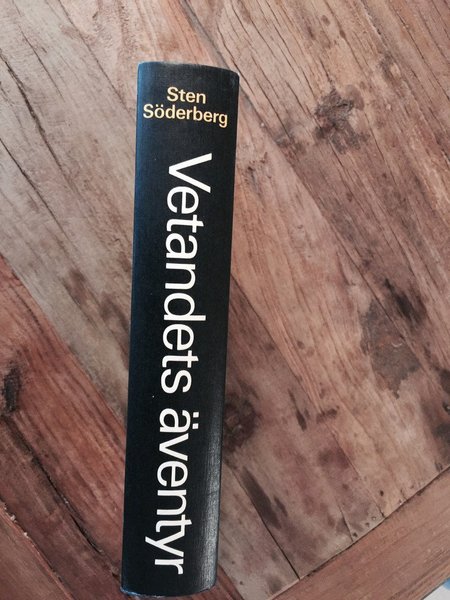 Sten
Söderberg
Vetandets äventyr